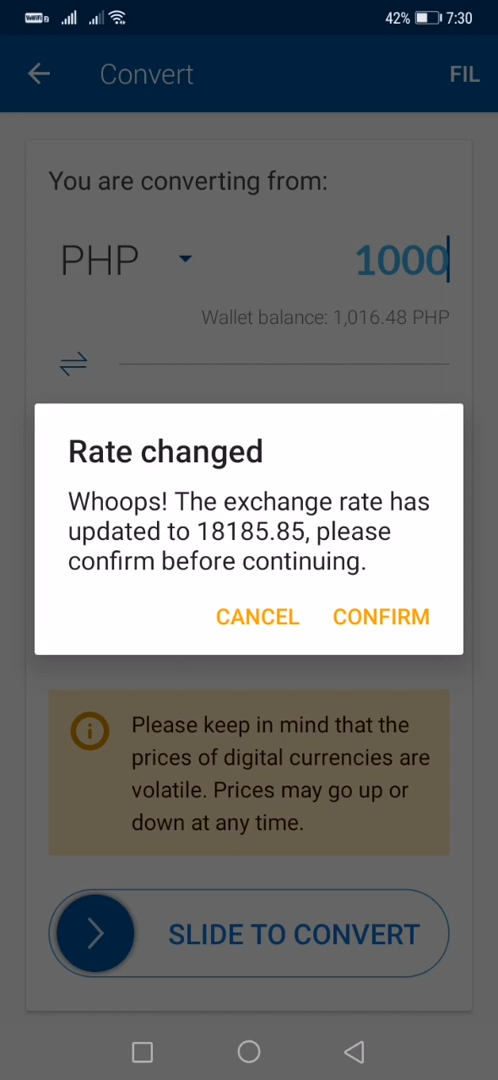 42% 7:30
Convert FIL
You are converting from:
PHP 1000
Wallet balance: 1,016.48 PHP
Rate changed
Whoops! The exchange rate has
updated to 18185.85, please
confirm before continuing.
CANCEL CONFIRM
Please keep in mind that the
prices of digital currencies are
volatile. Prices may go up or
down at any time.
SLIDE TO CONVERT